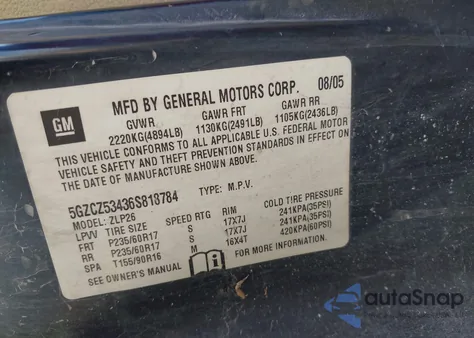 GM
MFD BY GENERAL MOTORS CORP. 08/05
GVWR GAWR FRT GAWR RR
2220KG(4894LB) 1130KG(2491LB) 1105KG(2436LB)
THIS VEHICLE CONFORMS TO ALL APPLICABLE U.S. FEDERAL MOTOR
VEHICLE SAFETY AND THEFT PREVENTION STANDARDS IN EFFECT ON
THE DATE OF MANUFACTURE SHOWN ABOVE.
5GZCZ53436S818784 TYPE: M.P.V.
MODEL: ZLP26
LPVV TIRE SIZE SPEED RTG RIM COLD TIRE PRESSURE
FRT P235/60R17 S 17X7J 241KPA(35PSI)
RR P235/60R17 S 17X7J 241KPA(35PSI)
SPA T155/90R16 M 16X4T 420KPA(60PSI)
SEE OWNER'S MANUAL FOR MORE INFORMATION.
autaSnap